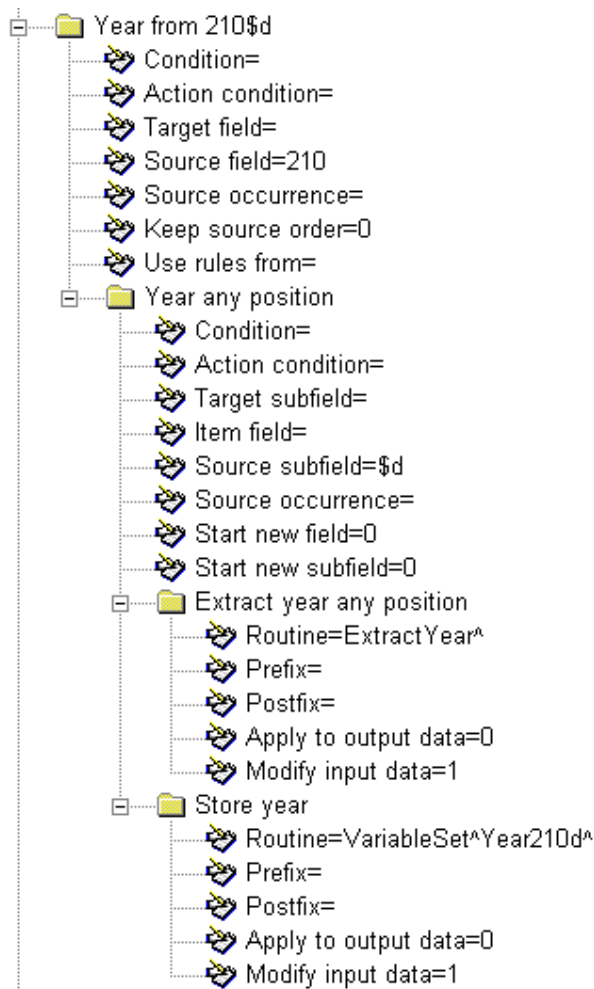 Year from 210$d
Condition=
Action condition=
Target field=
Source field=210
Source occurrence=
Keep source order=0
Use rules from=
Year any position
Condition=
Action condition=
Target subfield=
Item field=
Source subfield=$d
Source occurrence=
Start new field=0
Start new subfield=0
Extract year any position
Routine=ExtractYear^
Prefix=
Postfix=
Apply to output data=0
Modify input data=1
Store year
Routine=VariableSet^Year210d^
Prefix=
Postfix=
Apply to output data=0
Modify input data=1